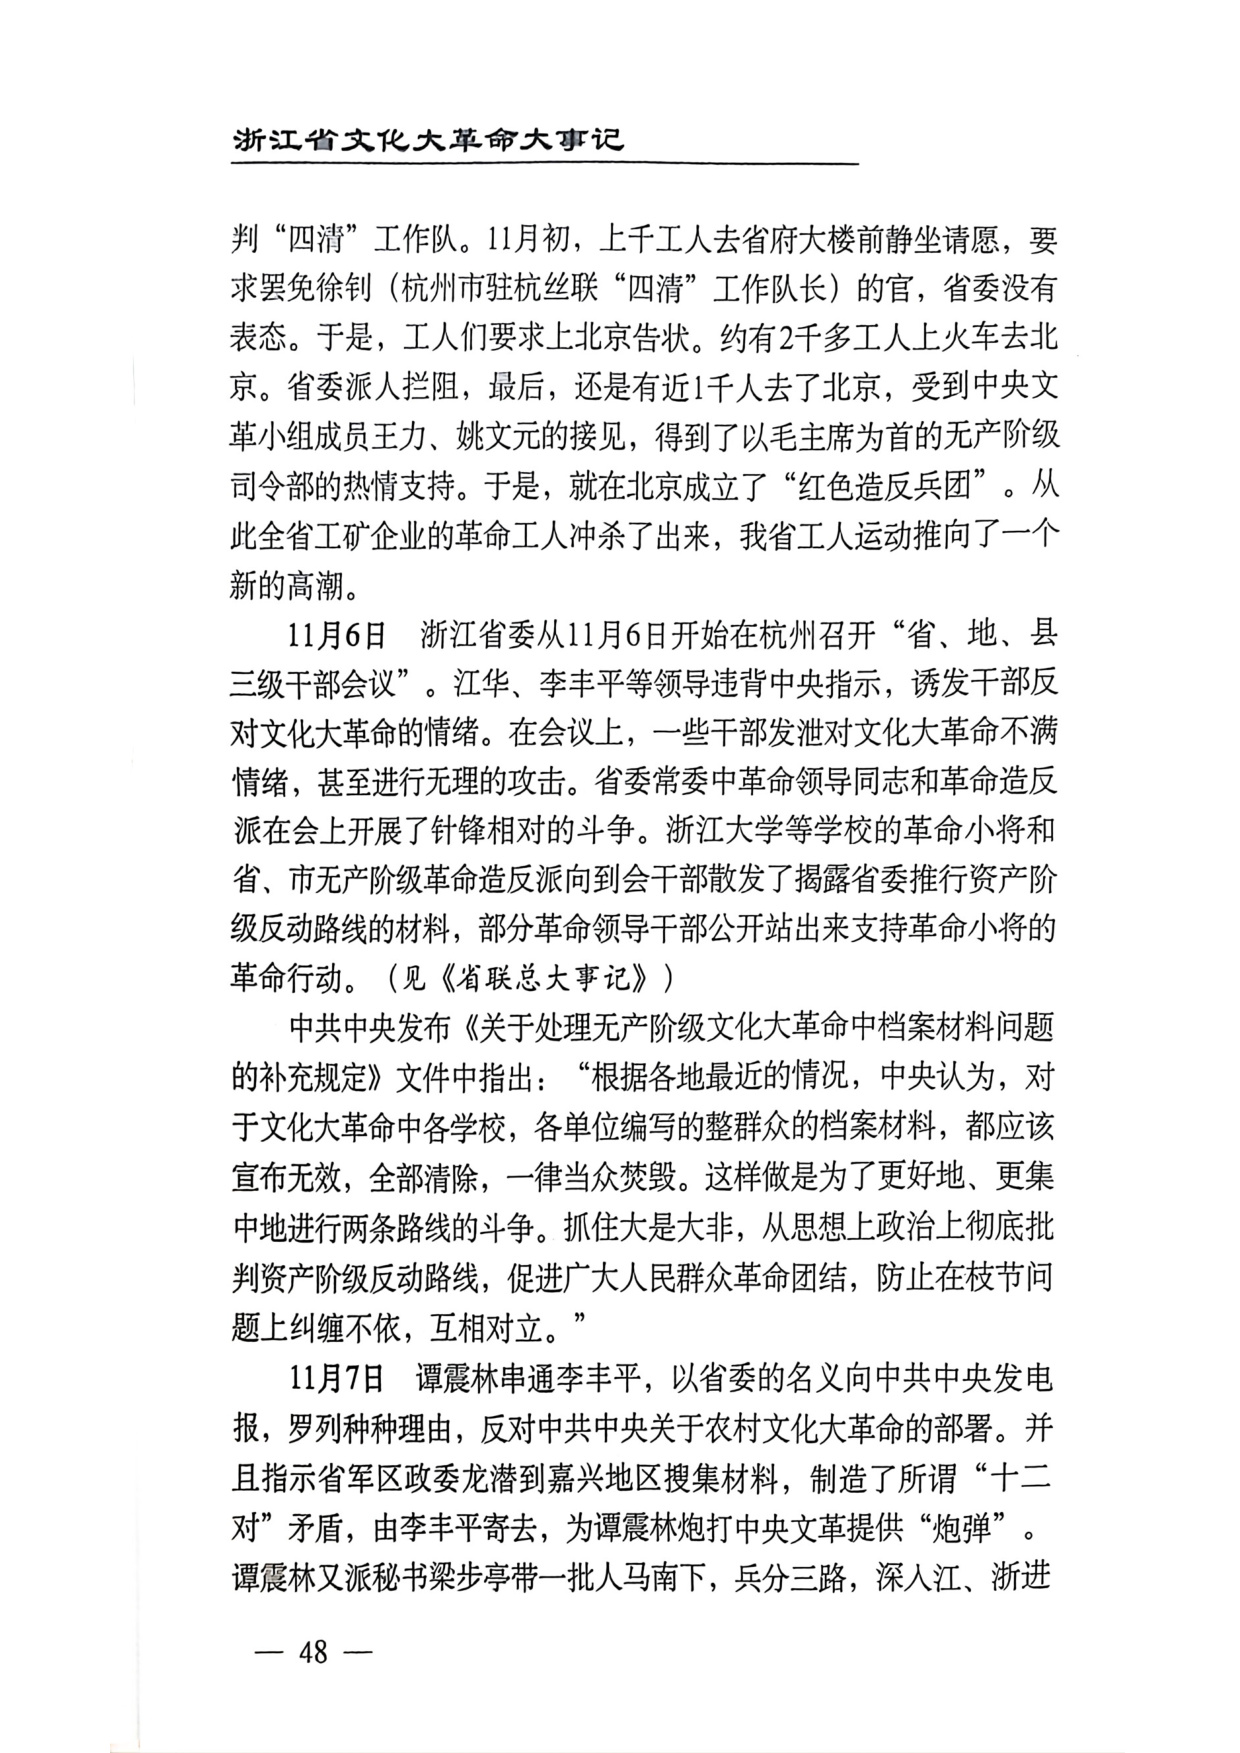 浙江省文化大革命大事记
判“四清”工作队。11月初，上千工人去省府大楼前静坐请愿，要
求罢免徐钊（杭州市驻杭丝联“四清”工作队长）的官，省委没有
表态。于是，工人们要求上北京告状。约有2千多工人上火车去北
京。省委派人拦阻，最后，还是有近1千人去了北京，受到中央文
革小组成员王力、姚文元的接见，得到了以毛主席为首的无产阶级
司令部的热情支持。于是，就在北京成立了“红色造反兵团”。从
此全省工矿企业的革命工人冲杀了出来，我省工人运动推向了一个
新的高潮。
11月6日　浙江省委从11月6日开始在杭州召开“省、地、县
三级干部会议”。江华、李丰平等领导违背中央指示，诱发干部反
对文化大革命的情绪。在会议上，一些干部发泄对文化大革命不满
情绪，甚至进行无理的攻击。省委常委中革命领导同志和革命造反
派在会上开展了针锋相对的斗争。浙江大学等学校的革命小将和
省、市无产阶级革命造反派向到会干部散发了揭露省委推行资产阶
级反动路线的材料，部分革命领导干部公开站出来支持革命小将的
革命行动。（见《省联总大事记》）
中共中央发布《关于处理无产阶级文化大革命中档案材料问题
的补充规定》文件中指出：“根据各地最近的情况，中央认为，对
于文化大革命中各学校，各单位编写的整群众的档案材料，都应该
宣布无效，全部清除，一律当众焚毁。这样做是为了更好地、更集
中地进行两条路线的斗争。抓住大是大非，从思想上政治上彻底批
判资产阶级反动路线，促进广大人民群众革命团结，防止在枝节问
题上纠缠不依，互相对立。”
11月7日　谭震林串通李丰平，以省委的名义向中共中央发电
报，罗列种种理由，反对中共中央关于农村文化大革命的部署。并
且指示省军区政委龙潜到嘉兴地区搜集材料，制造了所谓“十二
对”矛盾，由李丰平寄去，为谭震林炮打中央文革提供“炮弹”。
谭震林又派秘书梁步亭带一批人马南下，兵分三路，深入江、浙进
— 48 —